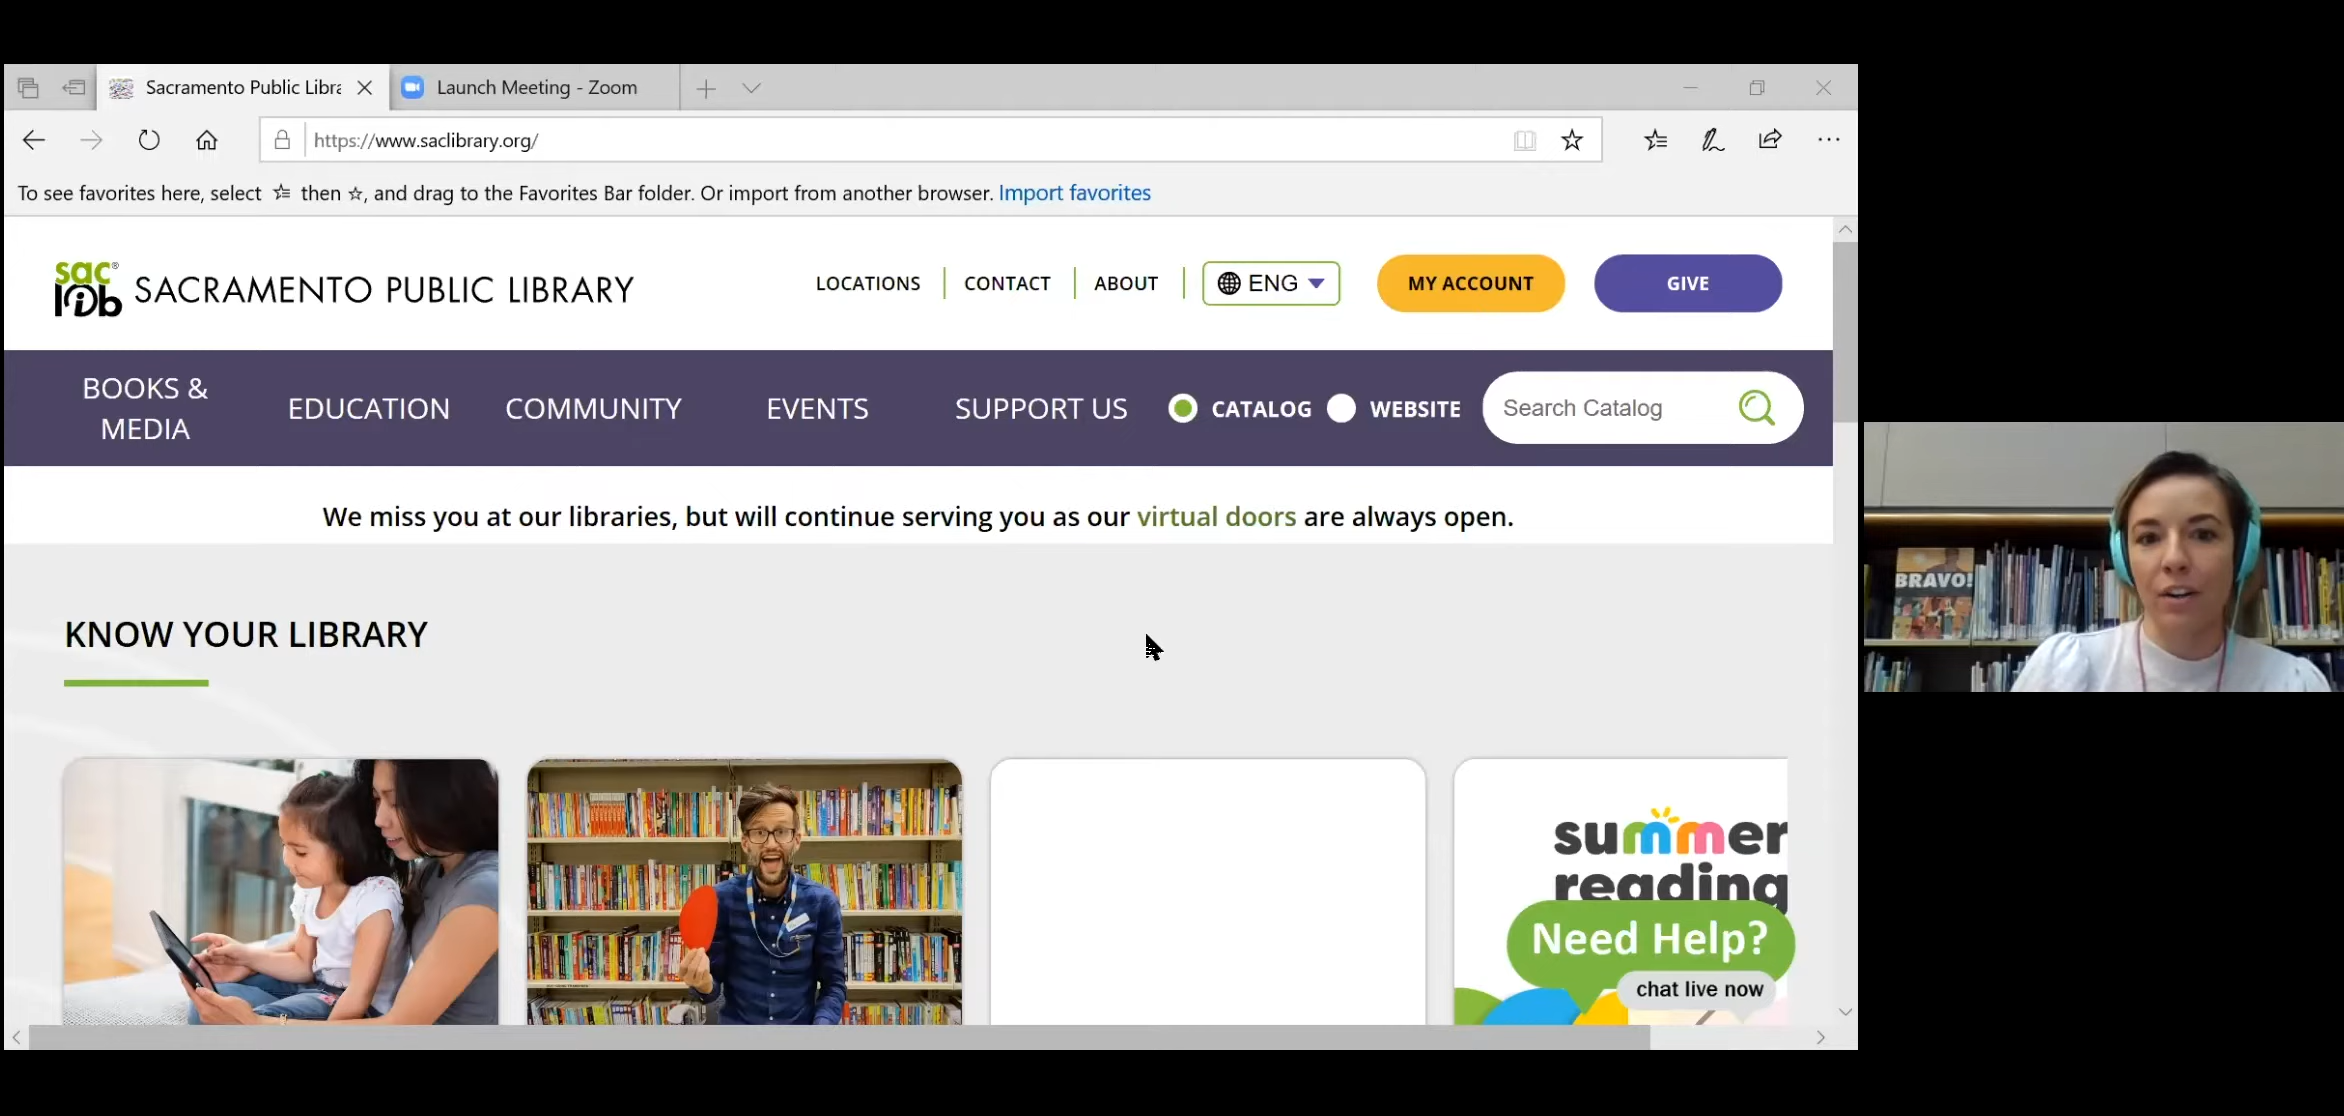 Sacramento Public Libra
Launch Meeting - Zoom
https://www.saclibrary.org/
To see favorites here, select then , and drag to the Favorites Bar folder. Or import from another browser. Import favorites
sac®
lib SACRAMENTO PUBLIC LIBRARY
LOCATIONS CONTACT ABOUT ENG MY ACCOUNT GIVE
BOOKS &
MEDIA
EDUCATION COMMUNITY EVENTS SUPPORT US CATALOG WEBSITE Search Catalog
We miss you at our libraries, but will continue serving you as our virtual doors are always open.
BRAVO!
KNOW YOUR LIBRARY
summer
reading
Need Help?
chat live now